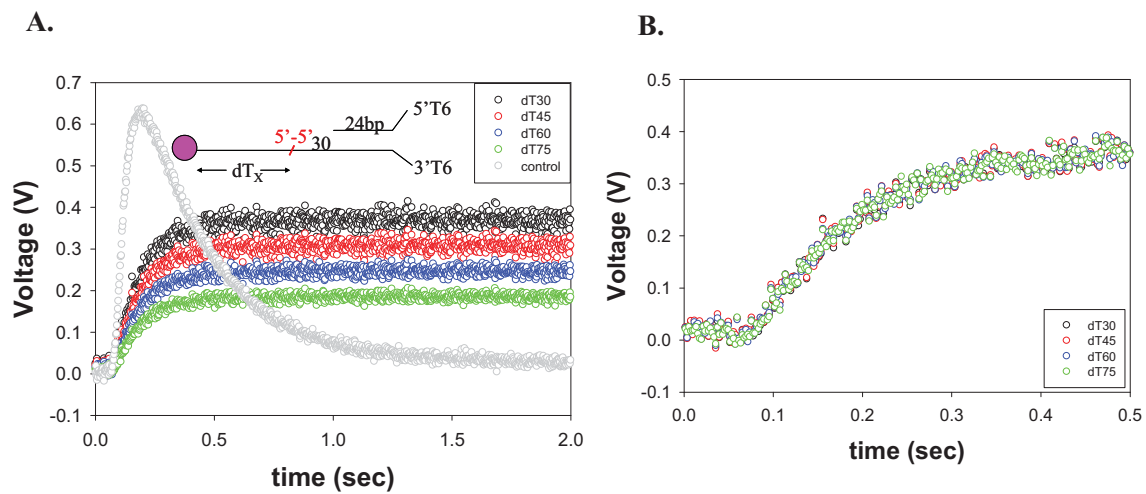 A.
0.7
0.6
0.5
0.4
0.3
0.2
0.1
0.0
-0.1
Voltage (V)
0.0 0.5 1.0 1.5 2.0
time (sec)
5'T6
24bp
5'-5'
30
3'T6
dTx
dT30
dT45
dT60
dT75
control
B.
0.5
0.4
0.3
0.2
0.1
0.0
-0.1
Voltage (V)
0.0 0.1 0.2 0.3 0.4 0.5
time (sec)
dT30
dT45
dT60
dT75